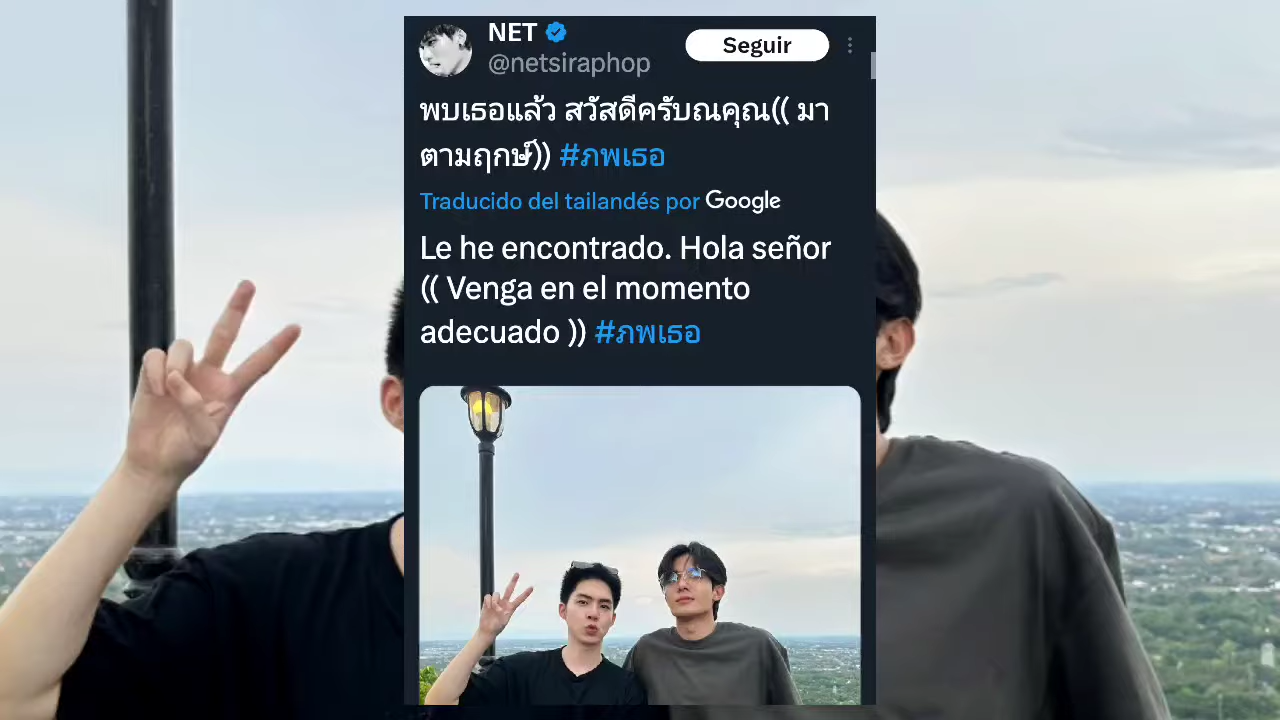 NET
Seguir
@netsiraphop
พบเธอแล้ว สวัสดีครับณคุณ(( มา
ตามฤกษ์)) #ภพเธอ
Traducido del tailandés por Google
Le he encontrado. Hola señor
(( Venga en el momento
adecuado )) #ภพเธอ